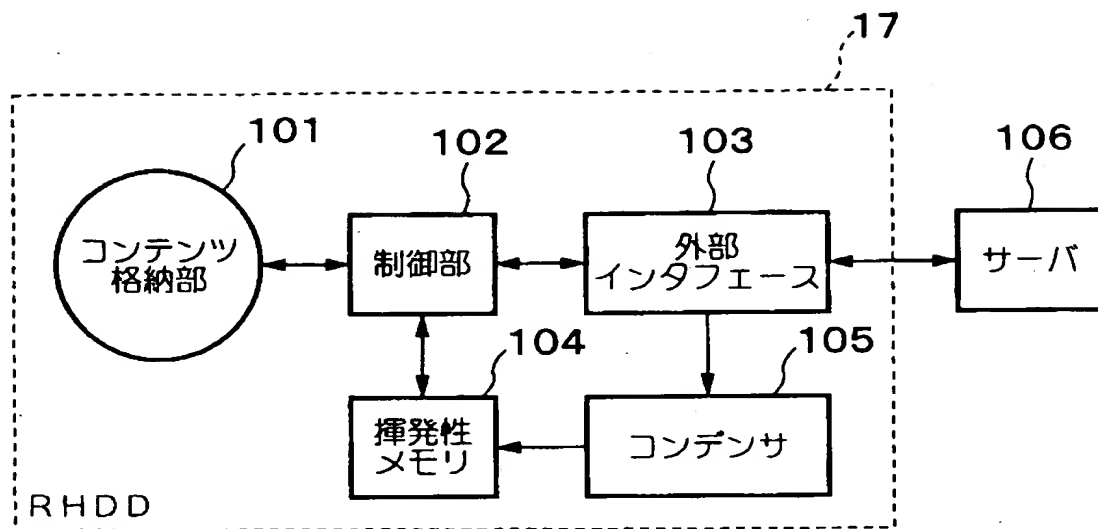 17
101
102
103
106
コンテンツ
格納部
制御部
外部
インタフェース
サーバ
104
105
揮発性
メモリ
コンデンサ
RHDD